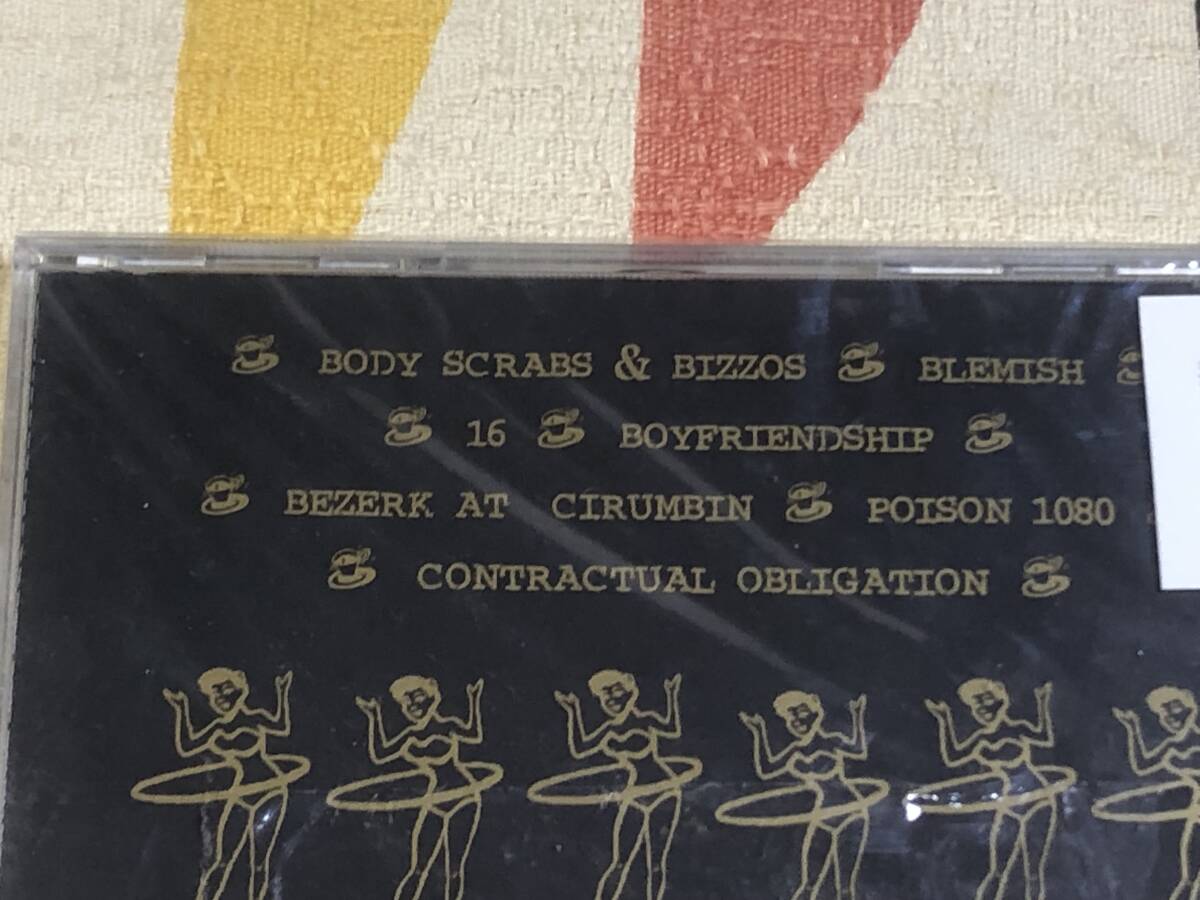 BODY SCRABS & BIZZOS BLEMISH
16 BOYFRIENDSHIP
BEZERK AT CIRUMBIN POISON 1080
CONTRACTUAL OBLIGATION